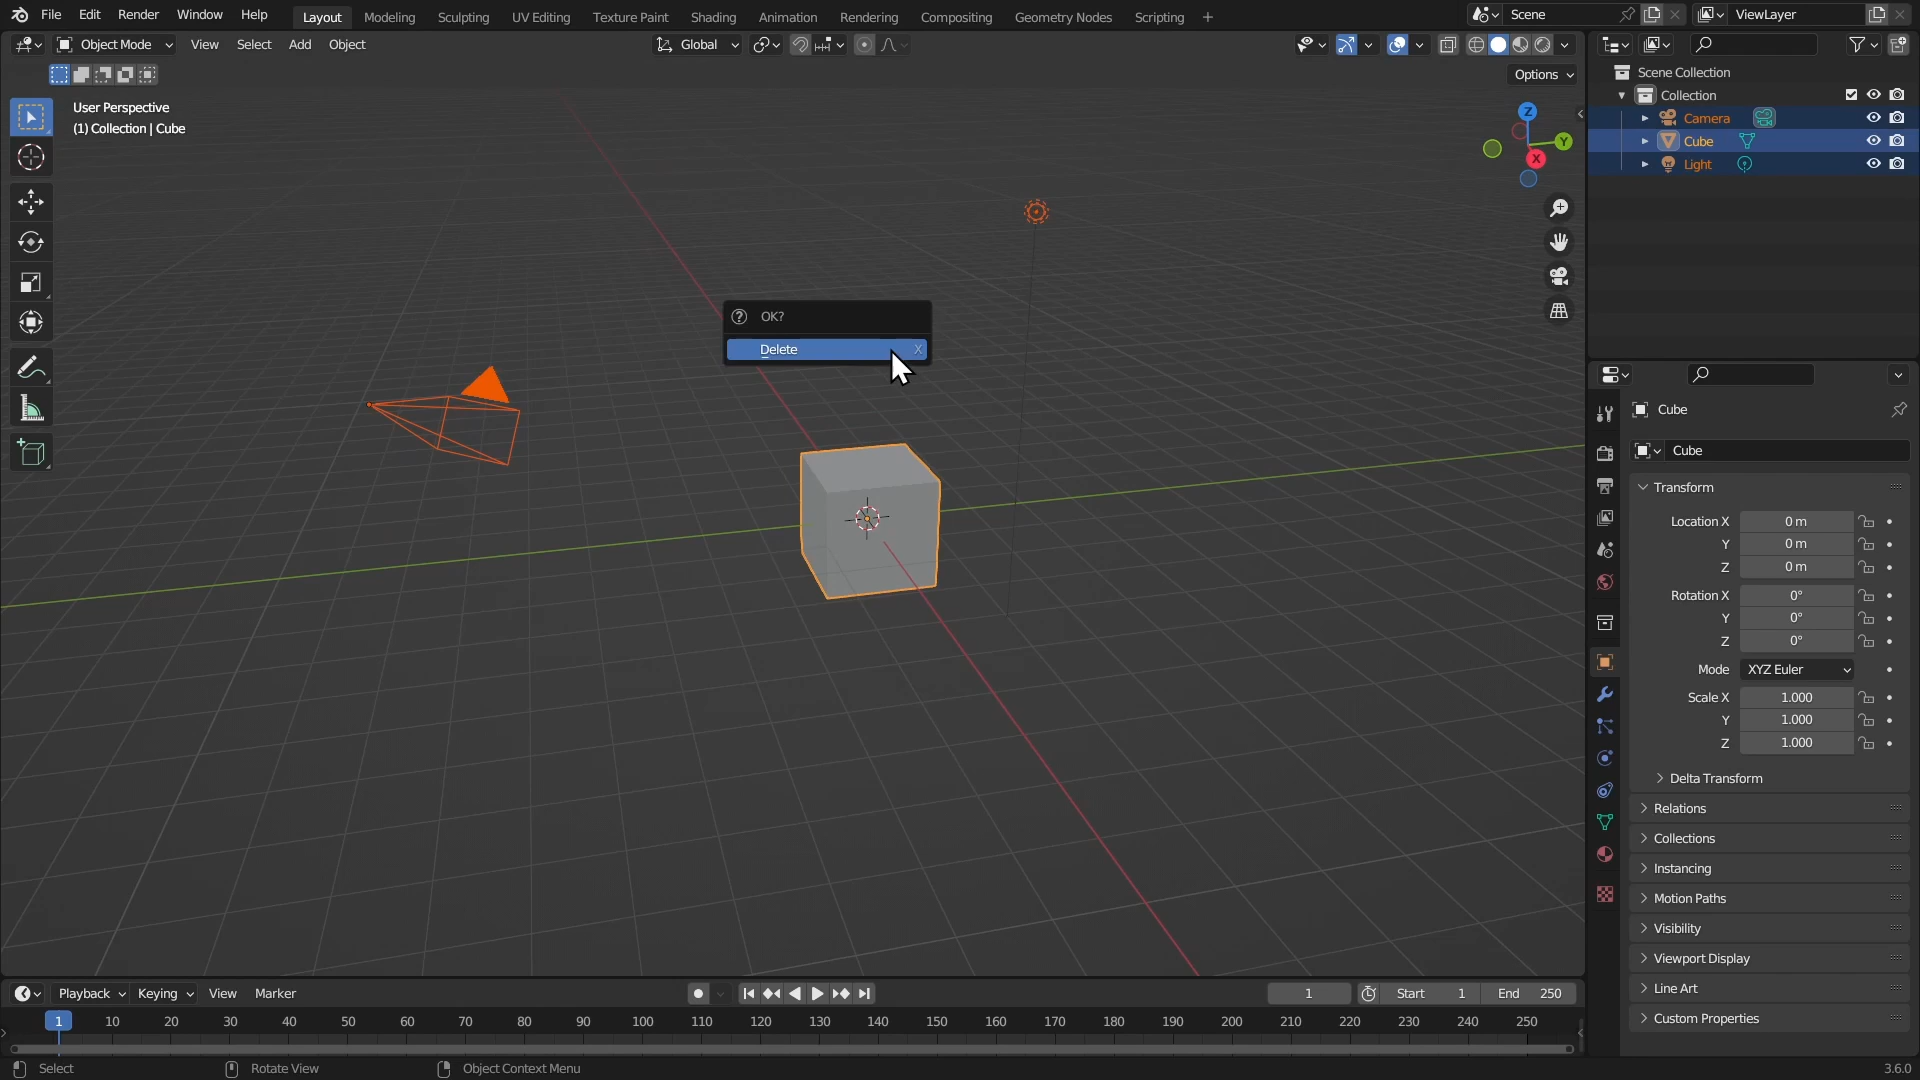 File Edit Render Window Help Layout Modeling Sculpting UV Editing Texture Paint Shading Animation Rendering Compositing Geometry Nodes Scripting + Scene ViewLayer
Object Mode View Select Add Object Global
Options
User Perspective
(1) Collection | Cube
Z
Y
X
OK?
Delete X
Scene Collection
Collection
Camera
Cube
Light
Cube
Cube
Transform
Location X 0 m
Y 0 m
Z 0 m
Rotation X 0°
Y 0°
Z 0°
Mode XYZ Euler
Scale X 1.000
Y 1.000
Z 1.000
Delta Transform
Relations
Collections
Instancing
Motion Paths
Visibility
Viewport Display
Line Art
Custom Properties
Playback Keying View Marker 1 Start 1 End 250
1 10 20 30 40 50 60 70 80 90 100 110 120 130 140 150 160 170 180 190 200 210 220 230 240 250
Select Rotate View Object Context Menu 3.6.0